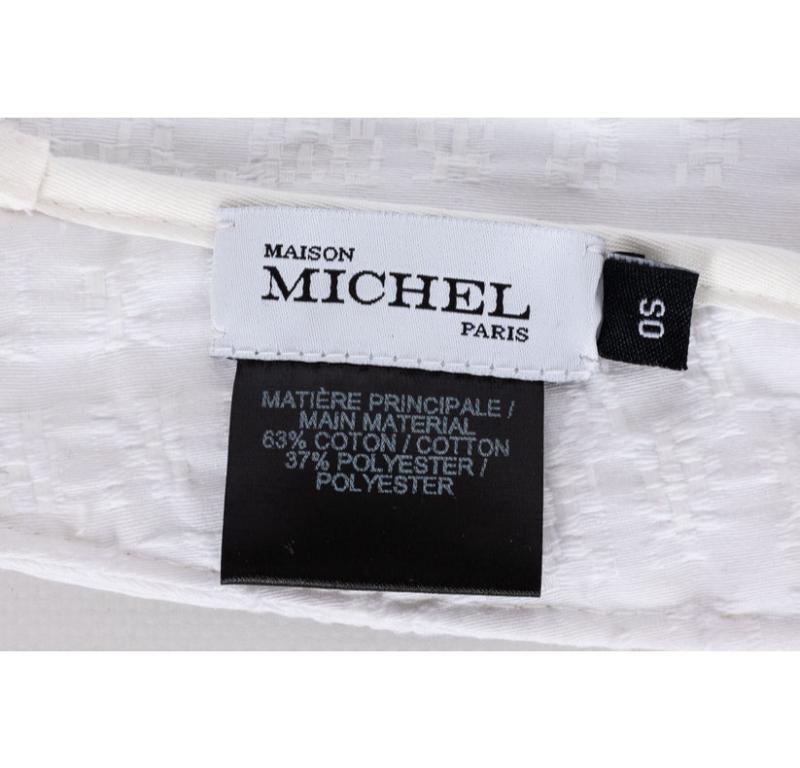 MAISON
MICHEL
PARIS
OS
MATIÈRE PRINCIPALE /
MAIN MATERIAL
63% COTON / COTTON
37% POLYESTER /
POLYESTER